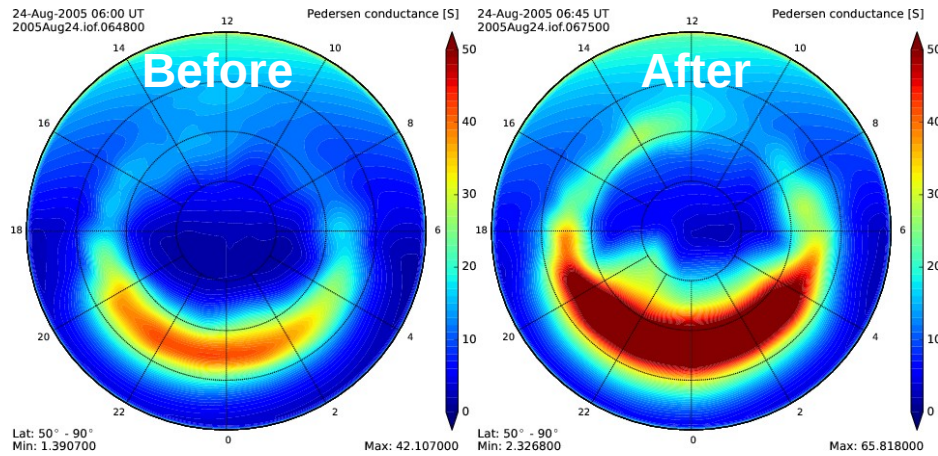 24-Aug-2005 06:00 UT
2005Aug24.iof.064800
Pedersen conductance [S]
12
14
10
Before
16
8
18
6
20
4
22
2
0
50
40
30
20
10
0
Lat: 50° - 90°
Min: 1.390700
Max: 42.107000
24-Aug-2005 06:45 UT
2005Aug24.iof.067500
Pedersen conductance [S]
12
14
10
After
16
8
18
6
20
4
22
2
0
50
40
30
20
10
0
Lat: 50° - 90°
Min: 2.326800
Max: 65.818000